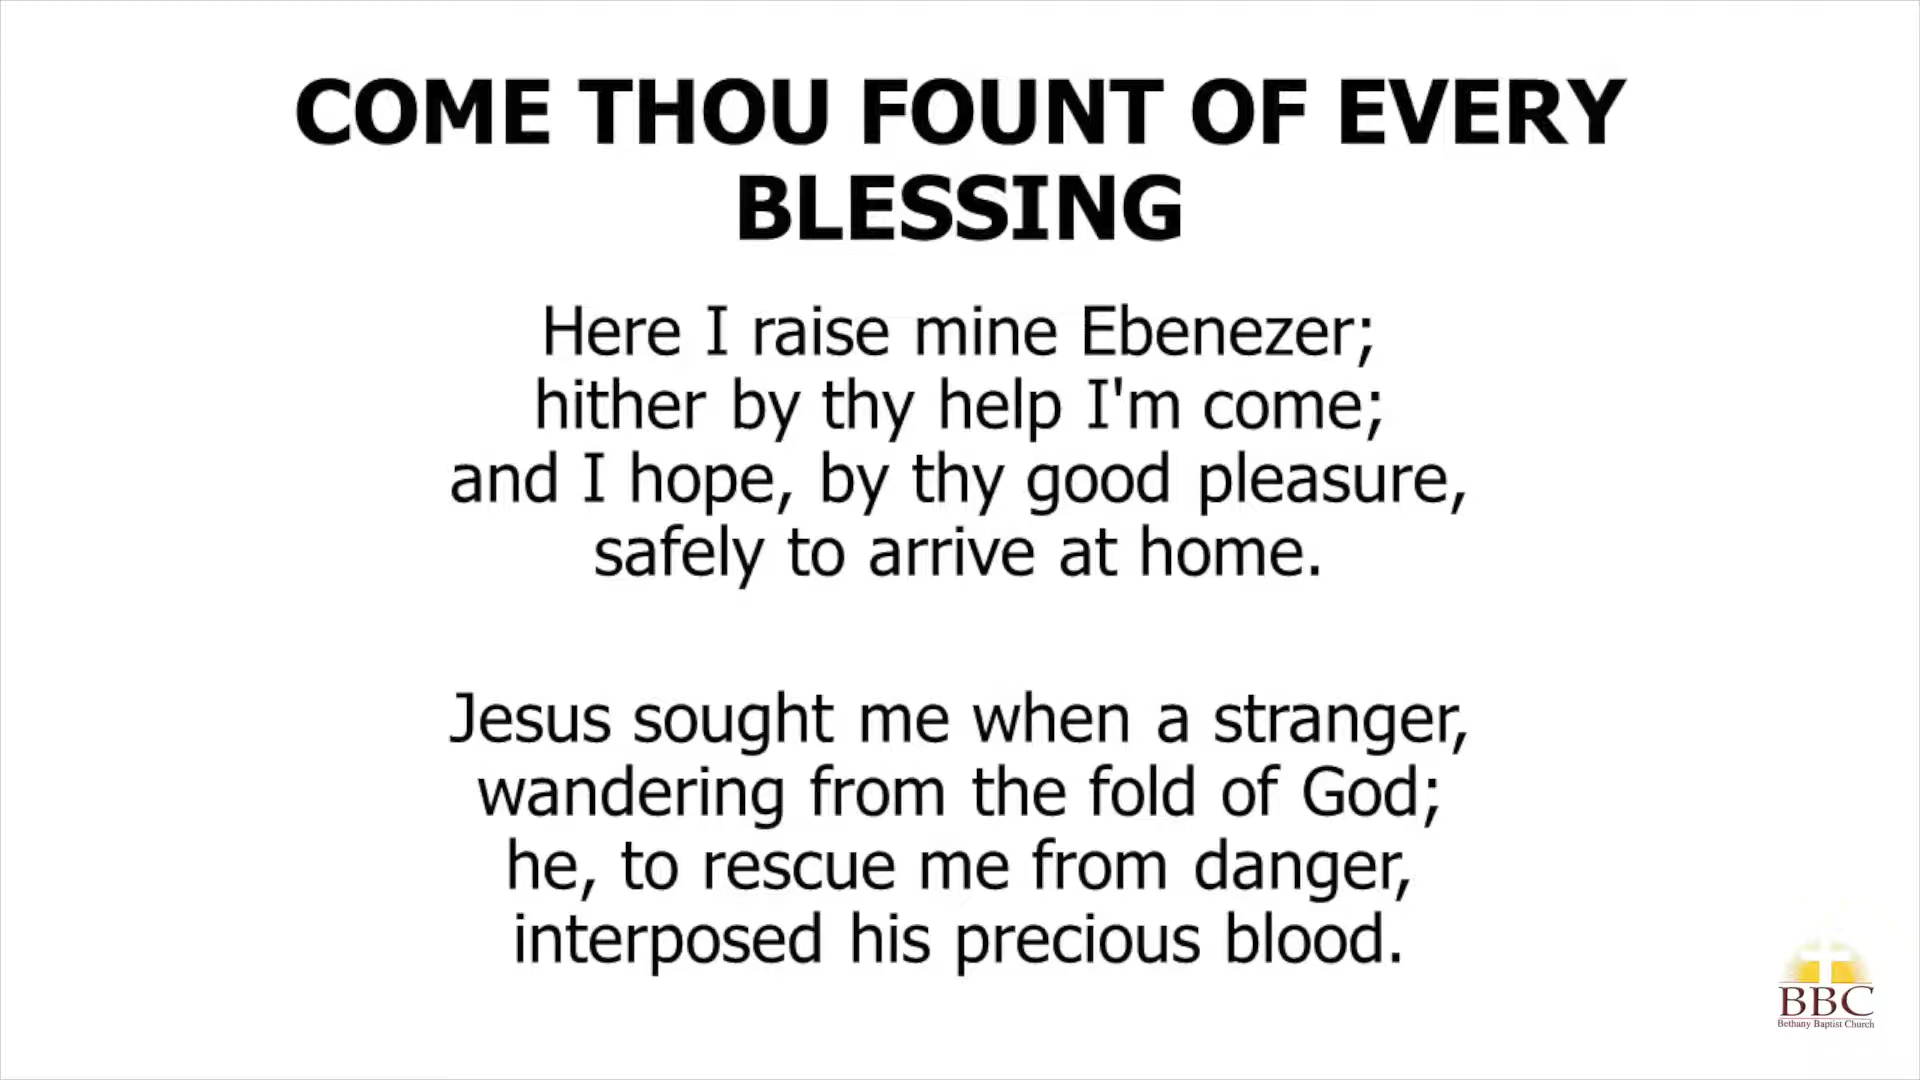 COME THOU FOUNT OF EVERY
BLESSING
Here I raise mine Ebenezer;
hither by thy help I'm come;
and I hope, by thy good pleasure,
safely to arrive at home.
Jesus sought me when a stranger,
wandering from the fold of God;
he, to rescue me from danger,
interposed his precious blood.
BBC
Bethany Baptist Church